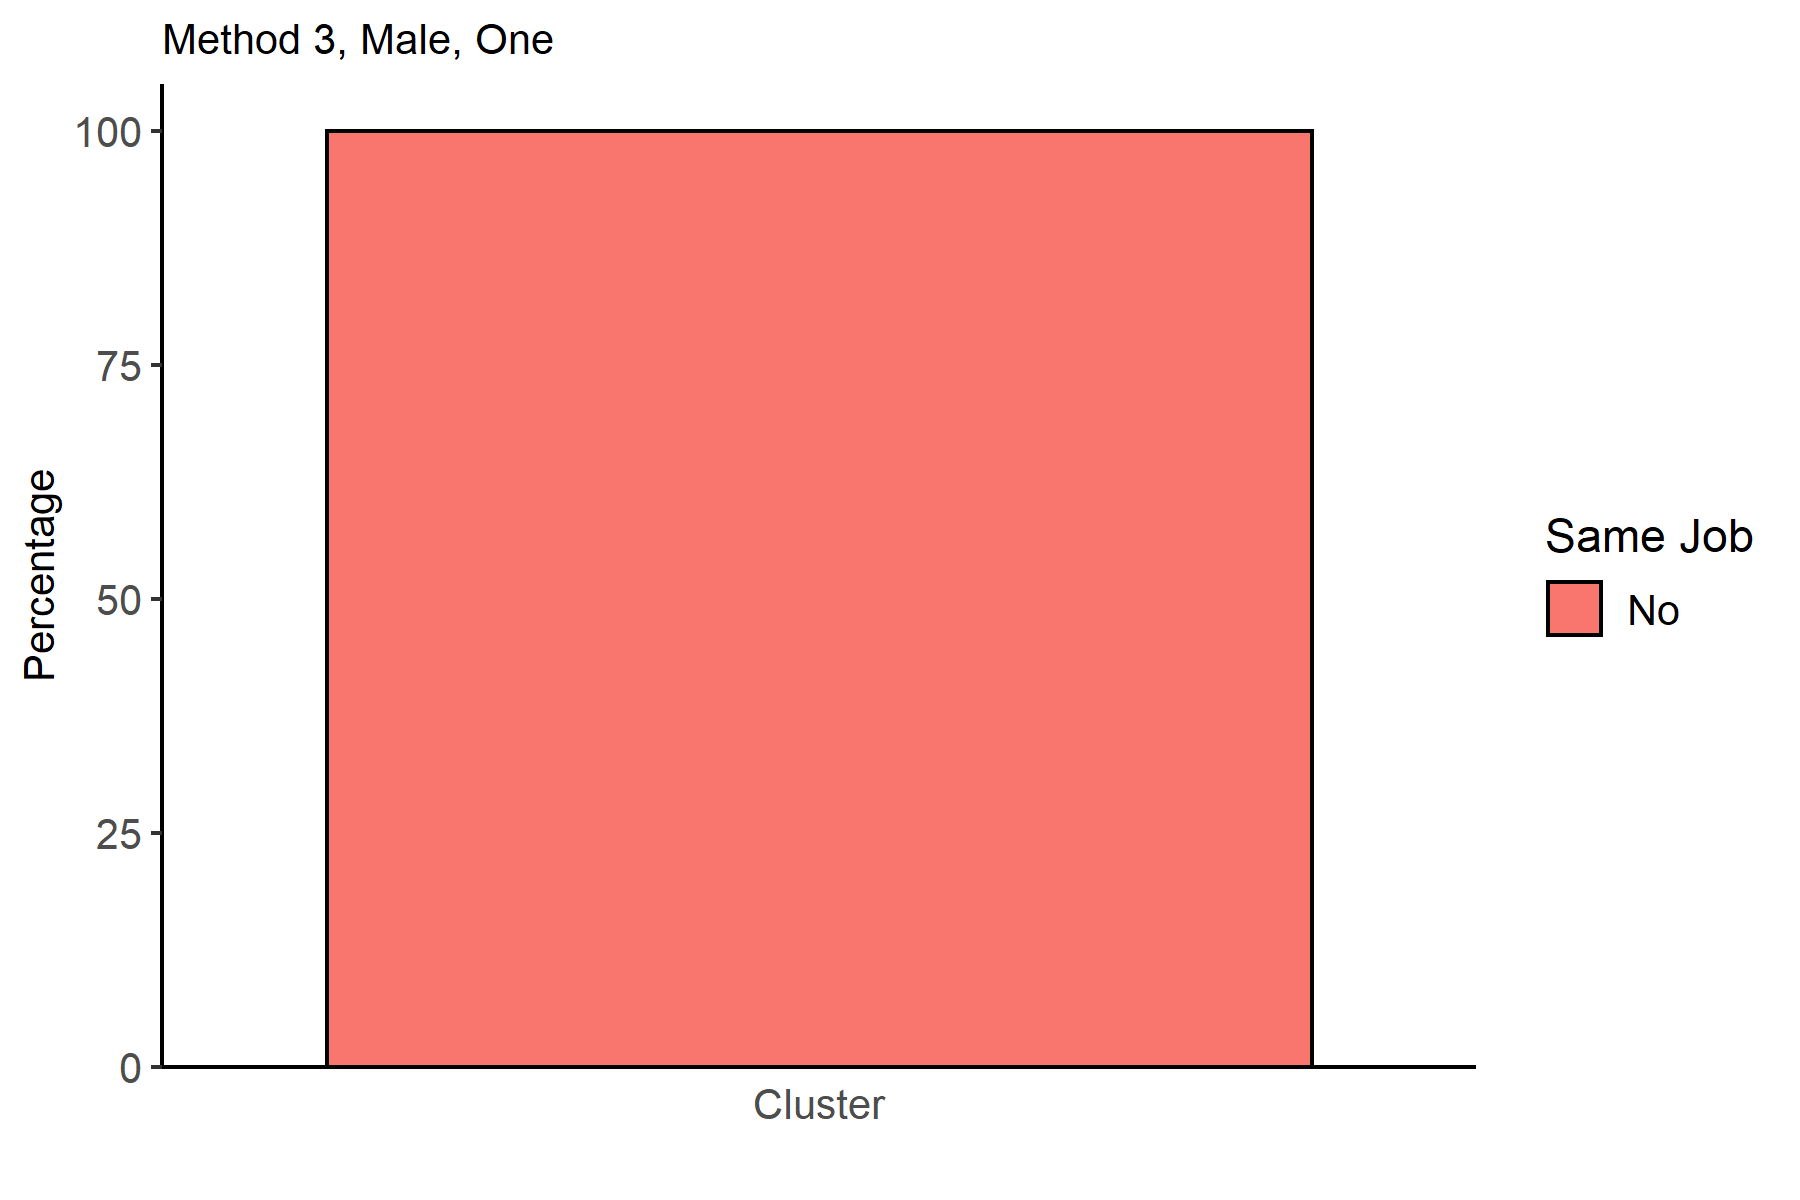 Method 3, Male, One
100
75
50
25
0
Percentage
Cluster
Same Job
No